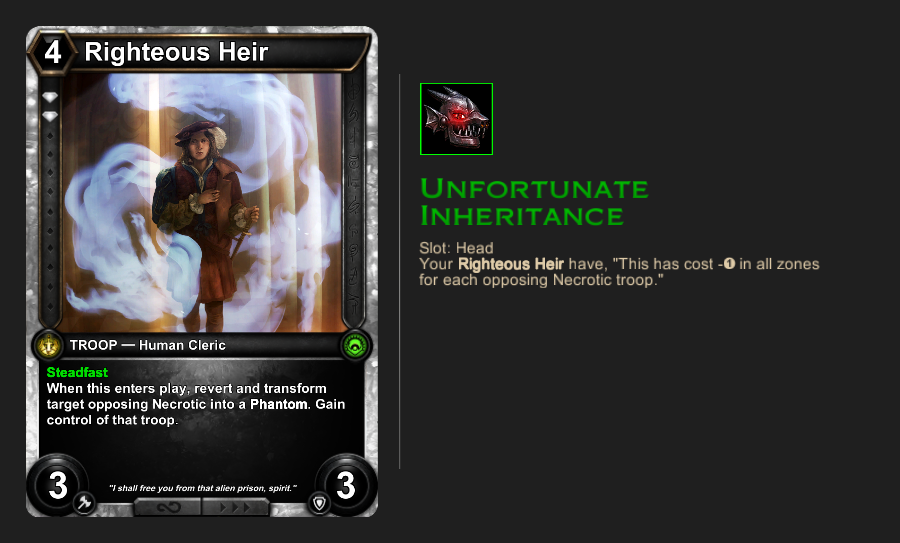 4 Righteous Heir
TROOP — Human Cleric
Steadfast
When this enters play, revert and transform
target opposing Necrotic into a Phantom. Gain
control of that troop.
3
"I shall free you from that alien prison, spirit."
3
UNFORTUNATE
INHERITANCE
Slot: Head
Your Righteous Heir have, "This has cost -❶ in all zones
for each opposing Necrotic troop."